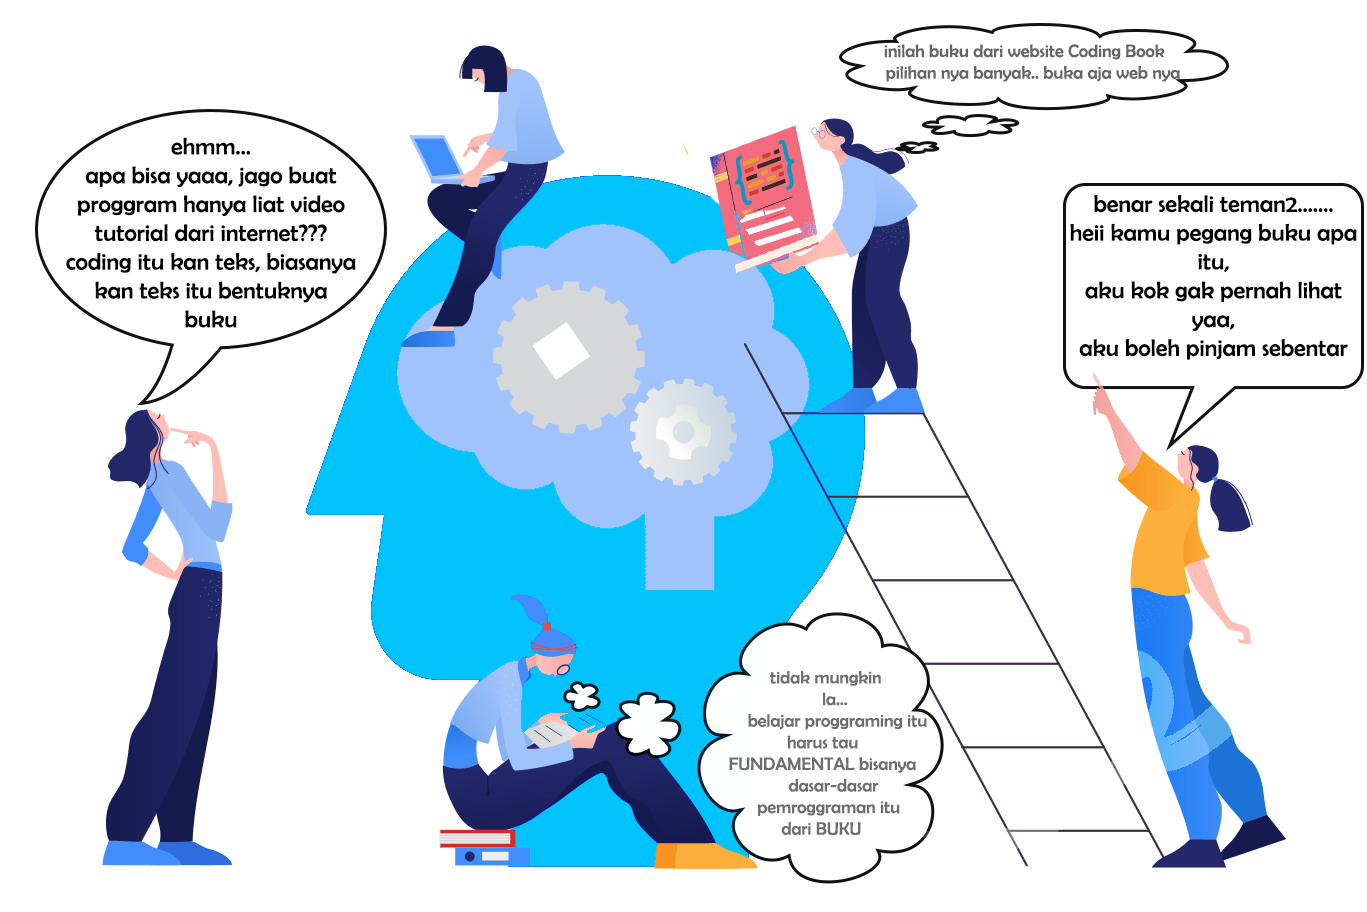 ehmm...
apa bisa yaaa, jago buat
proggram hanya liat video
tutorial dari internet???
coding itu kan teks, biasanya
kan teks itu bentuknya
buku
inilah buku dari website Coding Book
pilihan nya banyak.. buka aja web nya
benar sekali teman2.......
heii kamu pegang buku apa
itu,
aku kok gak pernah lihat
yaa,
aku boleh pinjam sebentar
tidak mungkin
la...
belajar proggraming itu
harus tau
FUNDAMENTAL bisanya
dasar-dasar
pemroggraman itu
dari BUKU